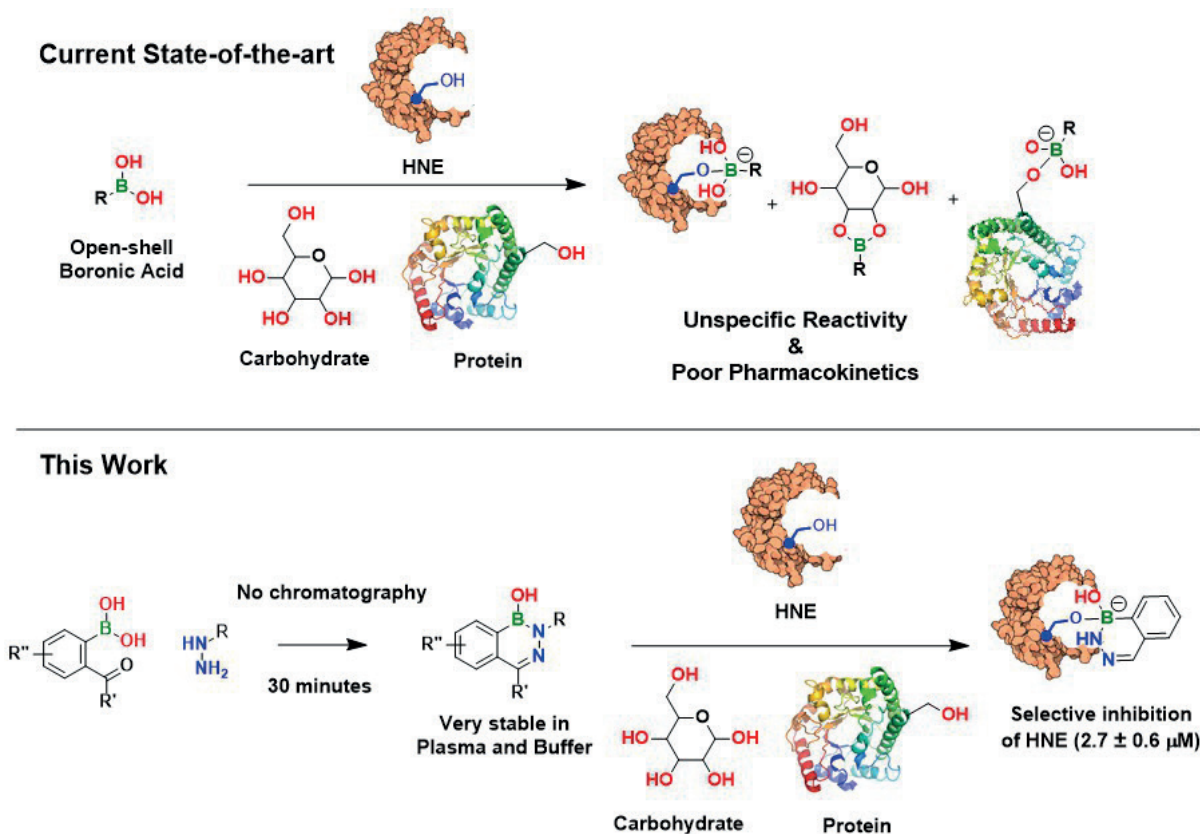 Current State-of-the-art
OH
HNE
OH
B
R
OH
Open-shell
Boronic Acid
OH
O
HO
OH
HO
OH
Carbohydrate
OH
Protein
HO
⊖
O
B
R
HO
+
OH
O
HO
OH
O
O
B
R
+
⊖
R
O
B
O
OH
Unspecific Reactivity
&
Poor Pharmacokinetics
This Work
OH
B
OH
R"
O
R'
R
HN
NH2
No chromatography
30 minutes
OH
B
R
N
N
R"
R'
Very stable in
Plasma and Buffer
OH
HNE
OH
O
HO
OH
HO
OH
Carbohydrate
OH
Protein
HO
⊖
O
B
HN
N
Selective inhibition
of HNE (2.7 ± 0.6 μM)